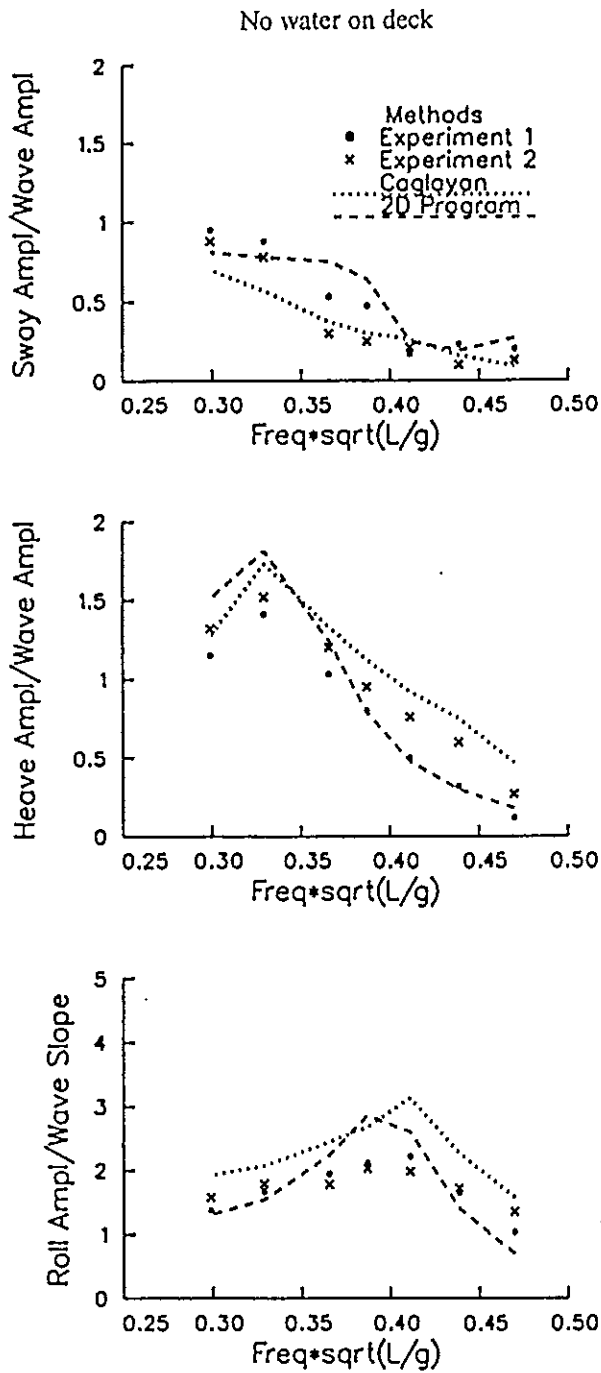 No water on deck
Sway Ampl/Wave Ampl
2
1.5
1
0.5
0
Methods
Experiment 1
Experiment 2
Caglayan
2D Program
0.25 0.30 0.35 0.40 0.45 0.50
Freq*sqrt(L/g)
Heave Ampl/Wave Ampl
2
1.5
1
0.5
0
0.25 0.30 0.35 0.40 0.45 0.50
Freq*sqrt(L/g)
Roll Ampl/Wave Slope
5
4
3
2
1
0
0.25 0.30 0.35 0.40 0.45 0.50
Freq*sqrt(L/g)